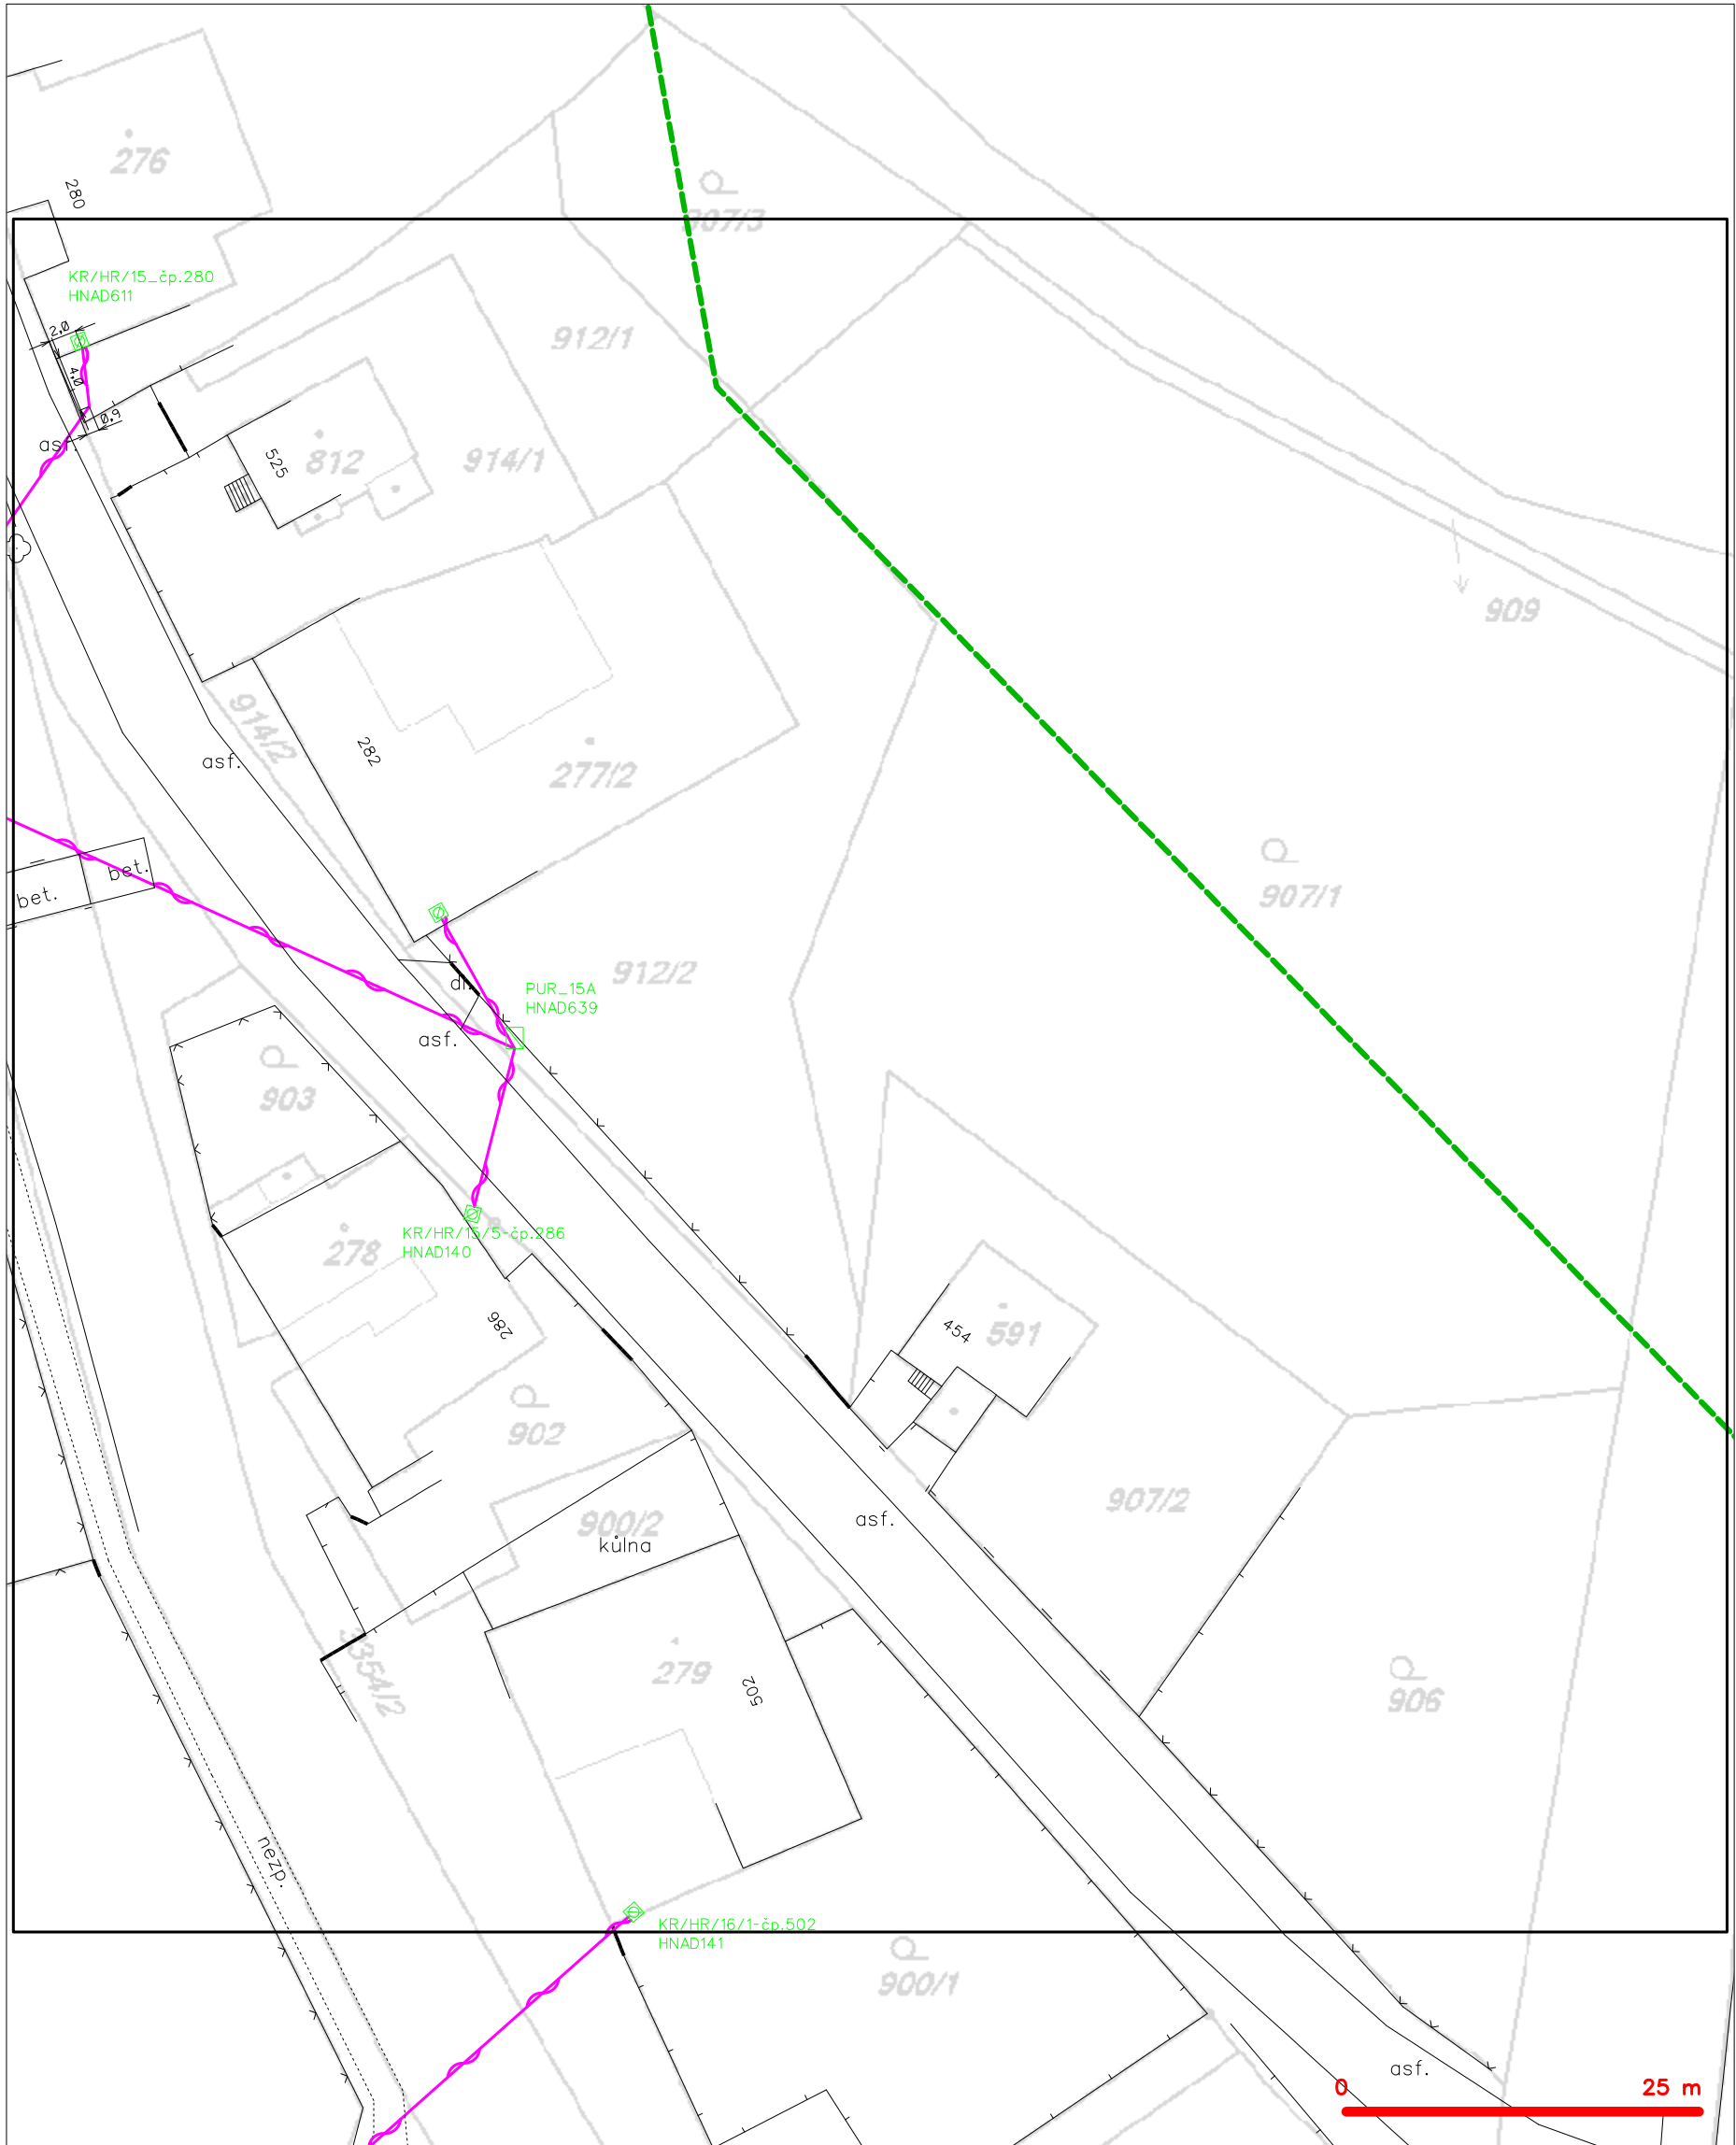 276
280
907/3
KR/HR/15_čp.280
HNAD611
2.0
4.0
0.9
asf.
912/1
525
812
914/1
909
914/2
asf.
282
277/2
bet.
bet.
907/1
912/2
PUR_15A
HNAD639
asf.
903
KR/HR/15/5-čp.286
HNAD140
278
286
454
591
902
900/2
kůlna
asf.
907/2
279
502
906
354/2
nezp.
KR/HR/16/1-čp.502
HNAD141
900/1
asf.
0
25 m